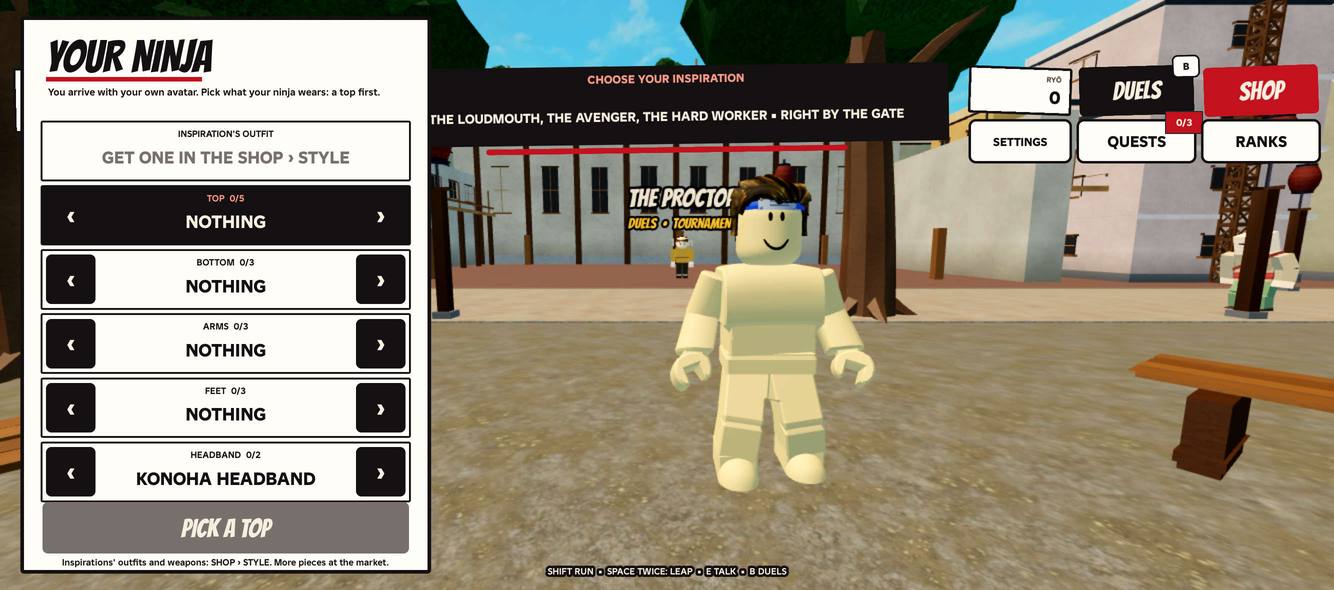 YOUR NINJA
You arrive with your own avatar. Pick what your ninja wears: a top first.
INSPIRATION'S OUTFIT
GET ONE IN THE SHOP › STYLE
TOP 0/5
‹ NOTHING ›
BOTTOM 0/3
‹ NOTHING ›
ARMS 0/3
‹ NOTHING ›
FEET 0/3
‹ NOTHING ›
HEADBAND 0/2
‹ KONOHA HEADBAND ›
PICK A TOP
Inspirations' outfits and weapons: SHOP › STYLE. More pieces at the market.
CHOOSE YOUR INSPIRATION
THE LOUDMOUTH, THE AVENGER, THE HARD WORKER ▪ RIGHT BY THE GATE
THE PROCTOR
DUELS • TOURNAMEN
RYŌ
0
B
DUELS
SHOP
SETTINGS
0/3
QUESTS
RANKS
SHIFT RUN ▪ SPACE TWICE: LEAP ▪ E TALK ▪ B DUELS